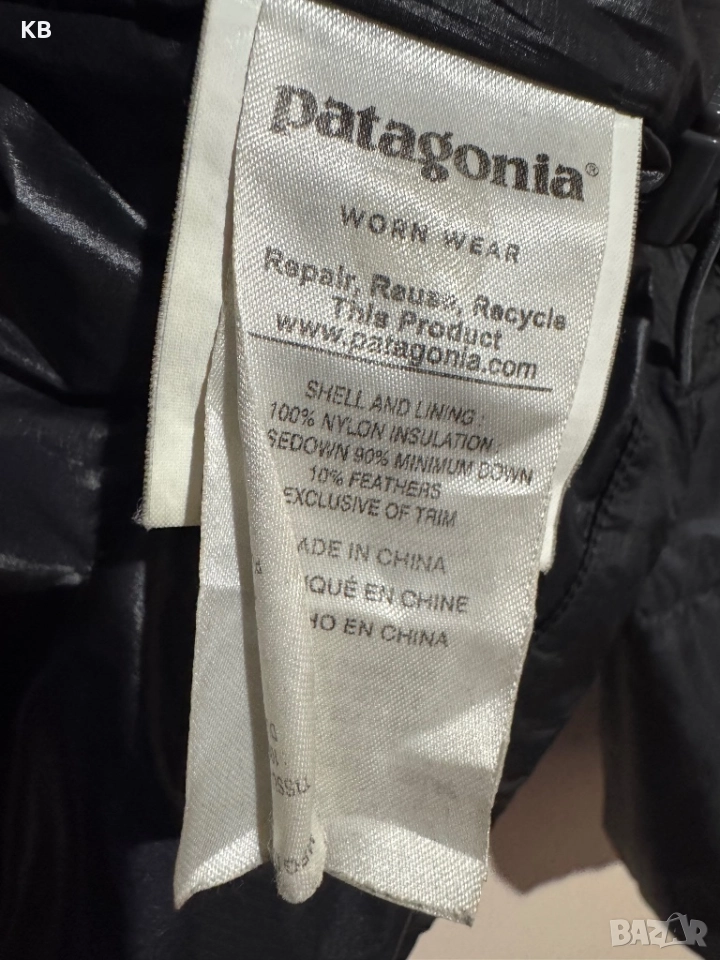 KB
patagonia®
WORN WEAR
Repair, Reuse, Recycle
This Product
www.patagonia.com
SHELL AND LINING :
100% NYLON INSULATION :
SEDOWN 90% MINIMUM DOWN
10% FEATHERS
EXCLUSIVE OF TRIM
ADE IN CHINA
IQUÉ EN CHINE
HO EN CHINA
BAZAR